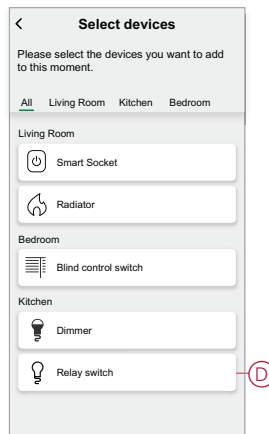 Select devices
Please select the devices you want to add
to this moment.
All Living Room Kitchen Bedroom
Living Room
Smart Socket
Radiator
Bedroom
Blind control switch
Kitchen
Dimmer
Relay switch
D